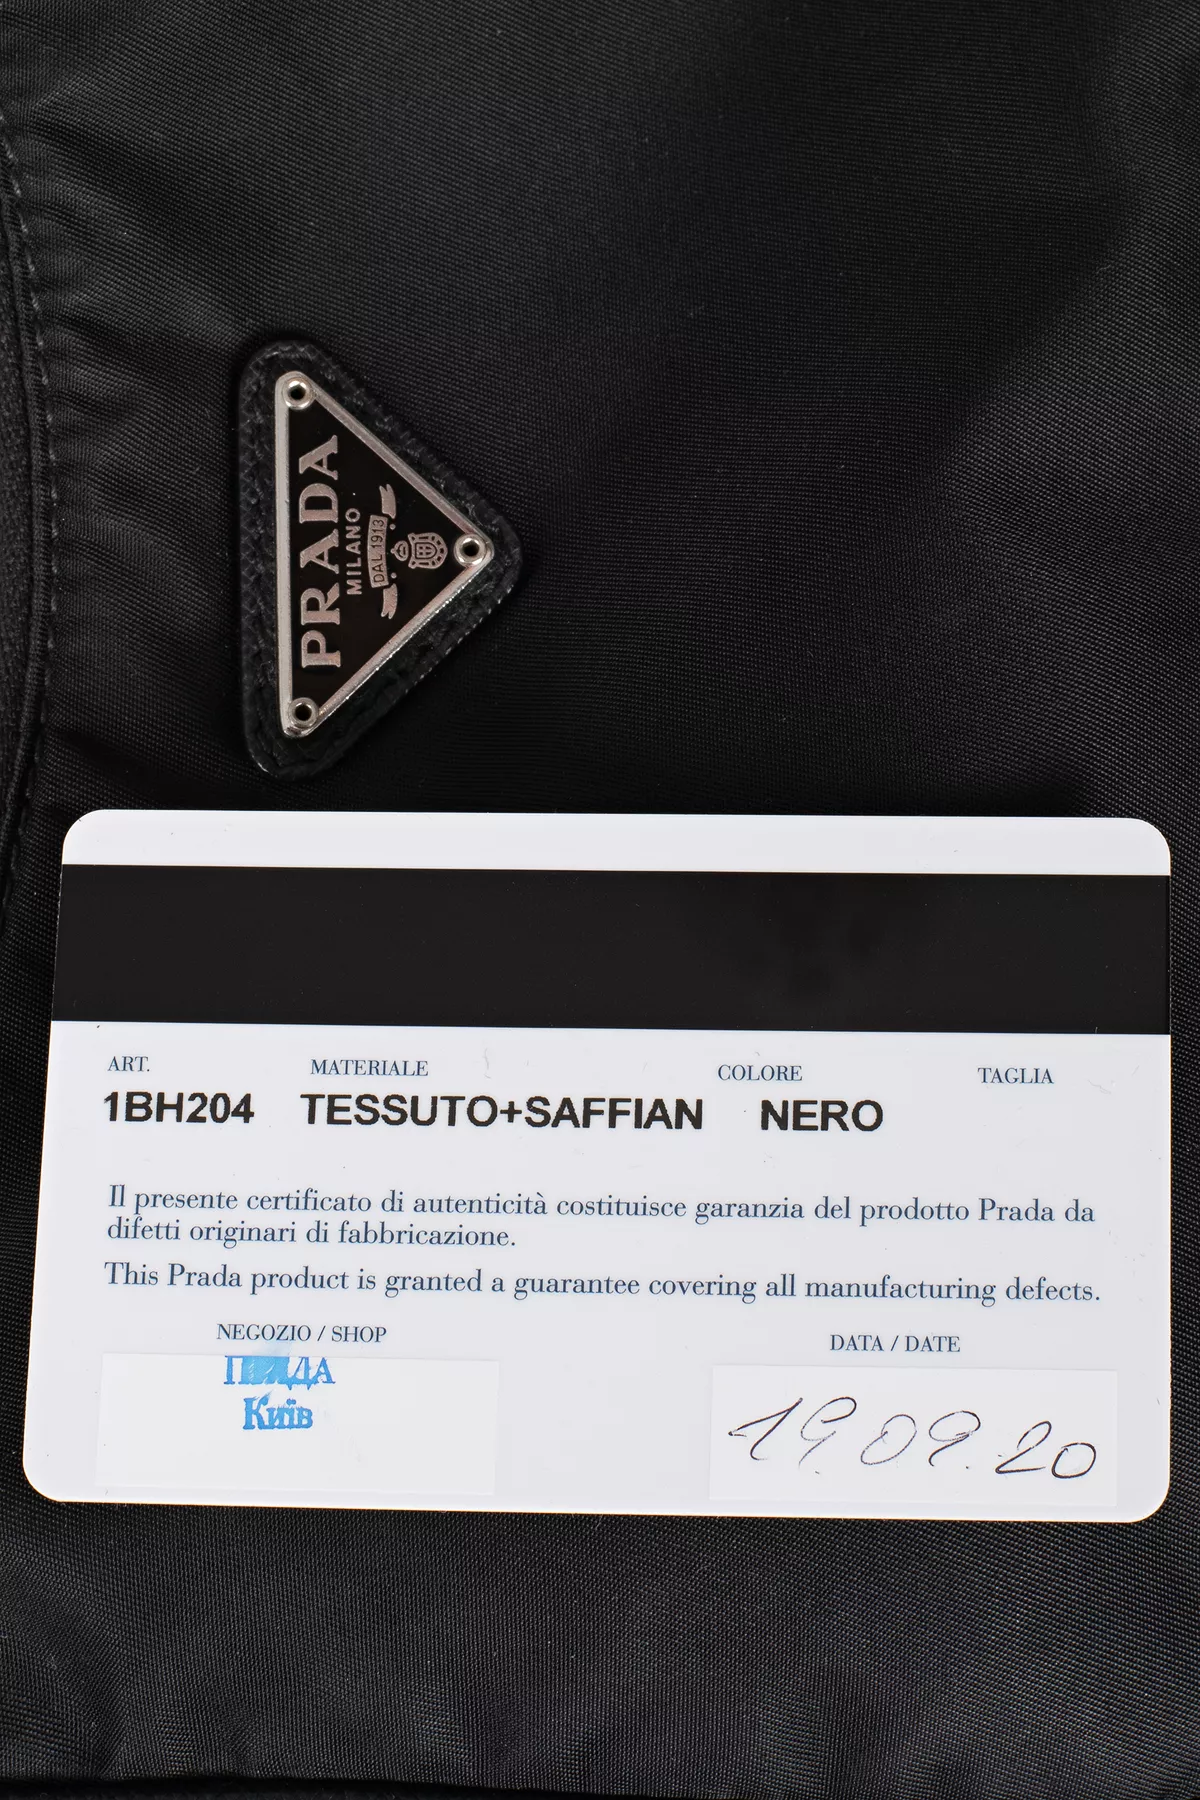 PRADA
MILANO
DAL 1913
ART. MATERIALE COLORE TAGLIA
1BH204 TESSUTO+SAFFIAN NERO
Il presente certificato di autenticità costituisce garanzia del prodotto Prada da
difetti originari di fabbricazione.
This Prada product is granted a guarantee covering all manufacturing defects.
NEGOZIO / SHOP DATA / DATE
Київ
19.09.20